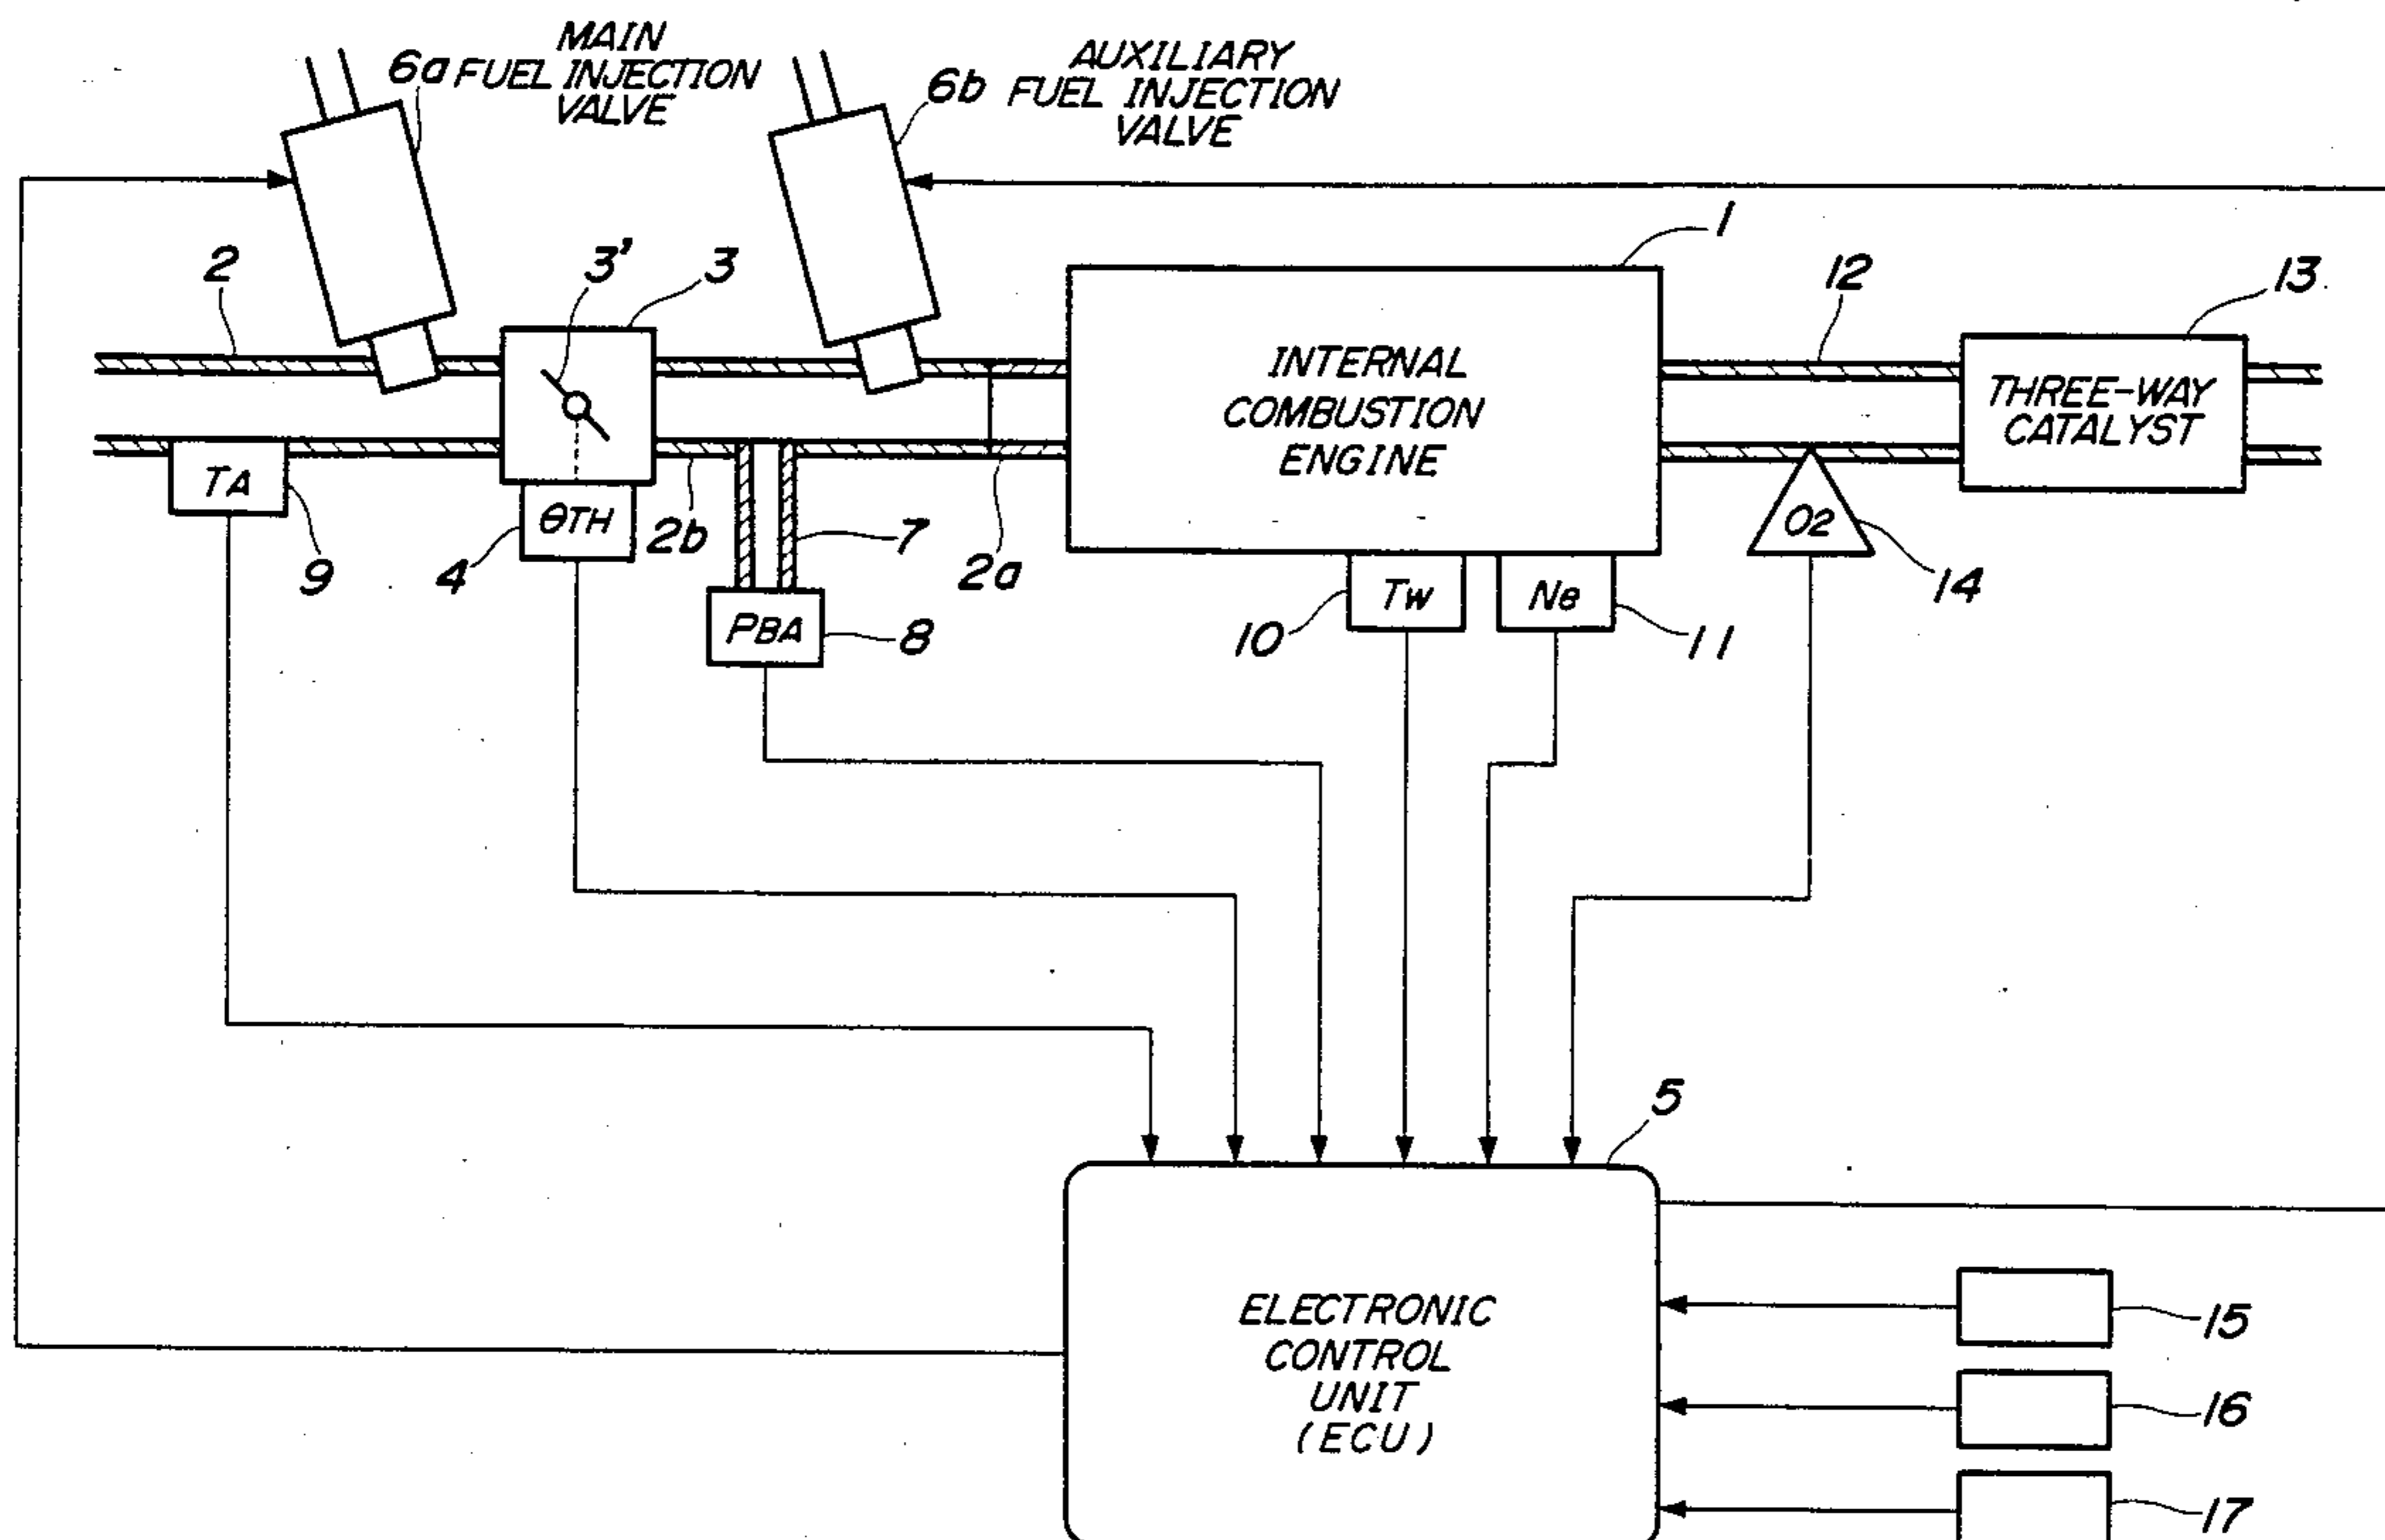 MAIN
6a FUEL INJECTION
VALVE
AUXILIARY
6b FUEL INJECTION
VALVE
1
2
3'
3
12
13
INTERNAL
COMBUSTION
ENGINE
THREE-WAY
CATALYST
TA
θTH
2b
7
2a
O2
9
4
PBA
8
10
TW
Ne
11
14
5
ELECTRONIC
CONTROL
UNIT
(ECU)
15
16
17